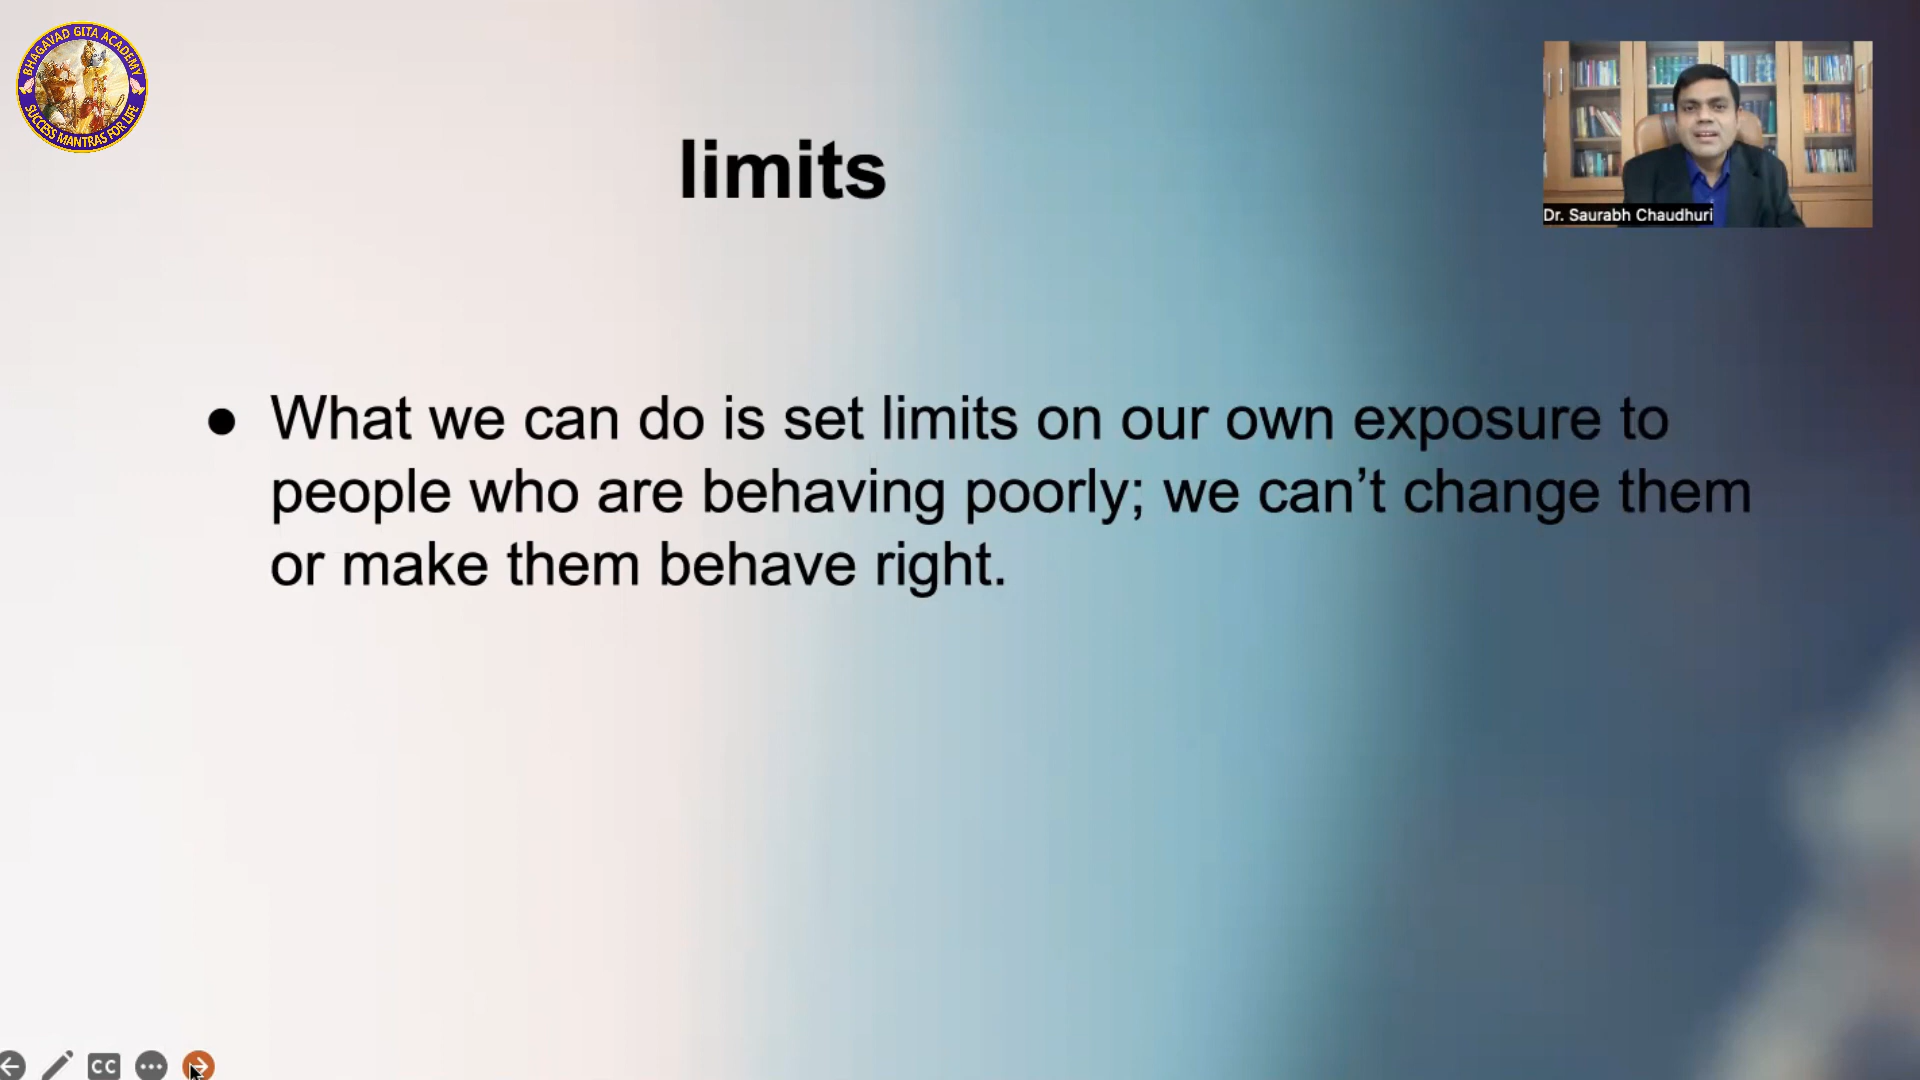 BHAGAVAD GITA ACADEMY
SUCCESS MANTRAS FOR LIFE
limits
Dr. Saurabh Chaudhuri
● What we can do is set limits on our own exposure to
people who are behaving poorly; we can’t change them
or make them behave right.
CC